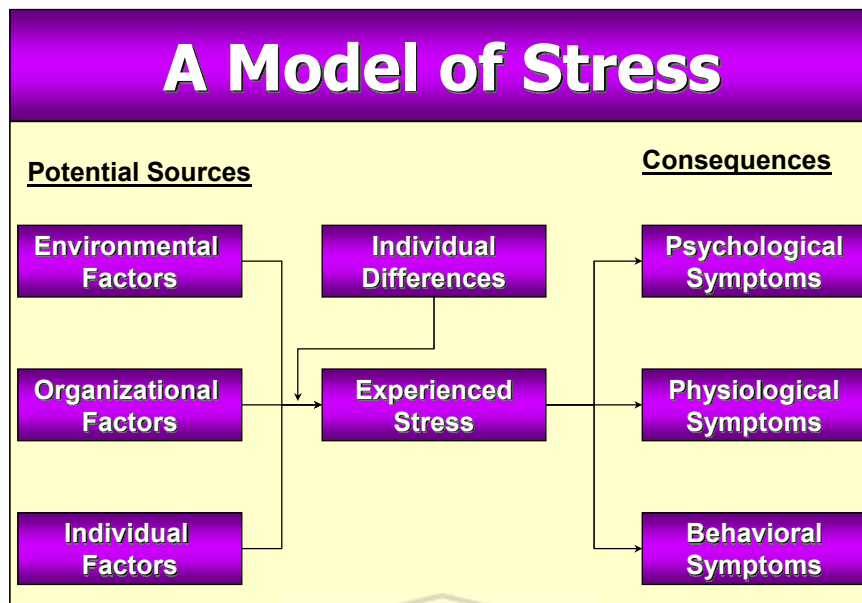 A Model of Stress
Potential Sources
Consequences
Environmental
Factors
Individual
Differences
Psychological
Symptoms
Organizational
Factors
Experienced
Stress
Physiological
Symptoms
Individual
Factors
Behavioral
Symptoms